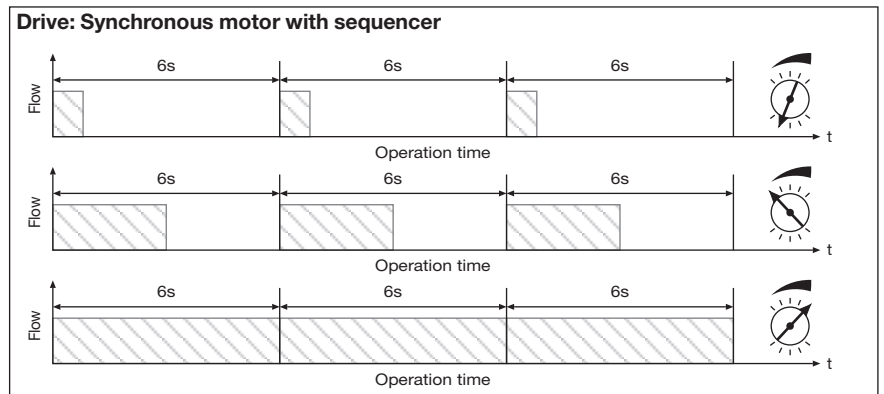 Drive: Synchronous motor with sequencer
6s 6s 6s
Flow
t
Operation time
6s 6s 6s
Flow
t
Operation time
6s 6s 6s
Flow
t
Operation time